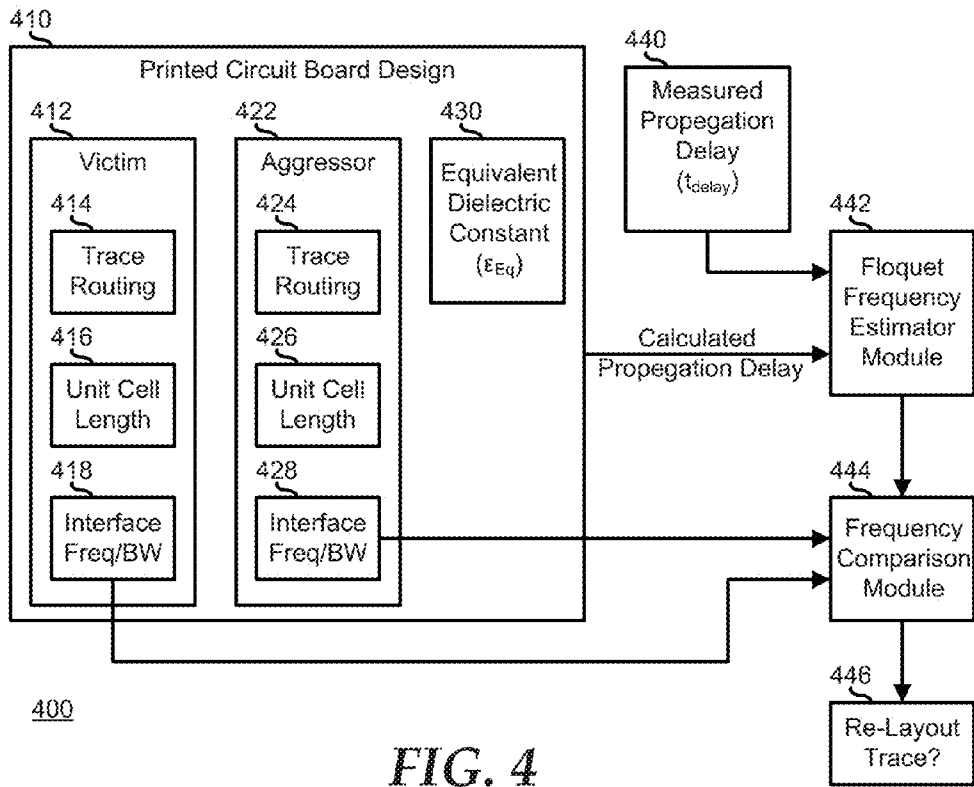 410
Printed Circuit Board Design
412
Victim
414
Trace
Routing
416
Unit Cell
Length
418
Interface
Freq/BW
422
Aggressor
424
Trace
Routing
426
Unit Cell
Length
428
Interface
Freq/BW
430
Equivalent
Dielectric
Constant
(εEq)
440
Measured
Propegation
Delay
(tdelay)
Calculated
Propegation Delay
442
Floquet
Frequency
Estimator
Module
444
Frequency
Comparison
Module
446
Re-Layout
Trace?
400
FIG. 4